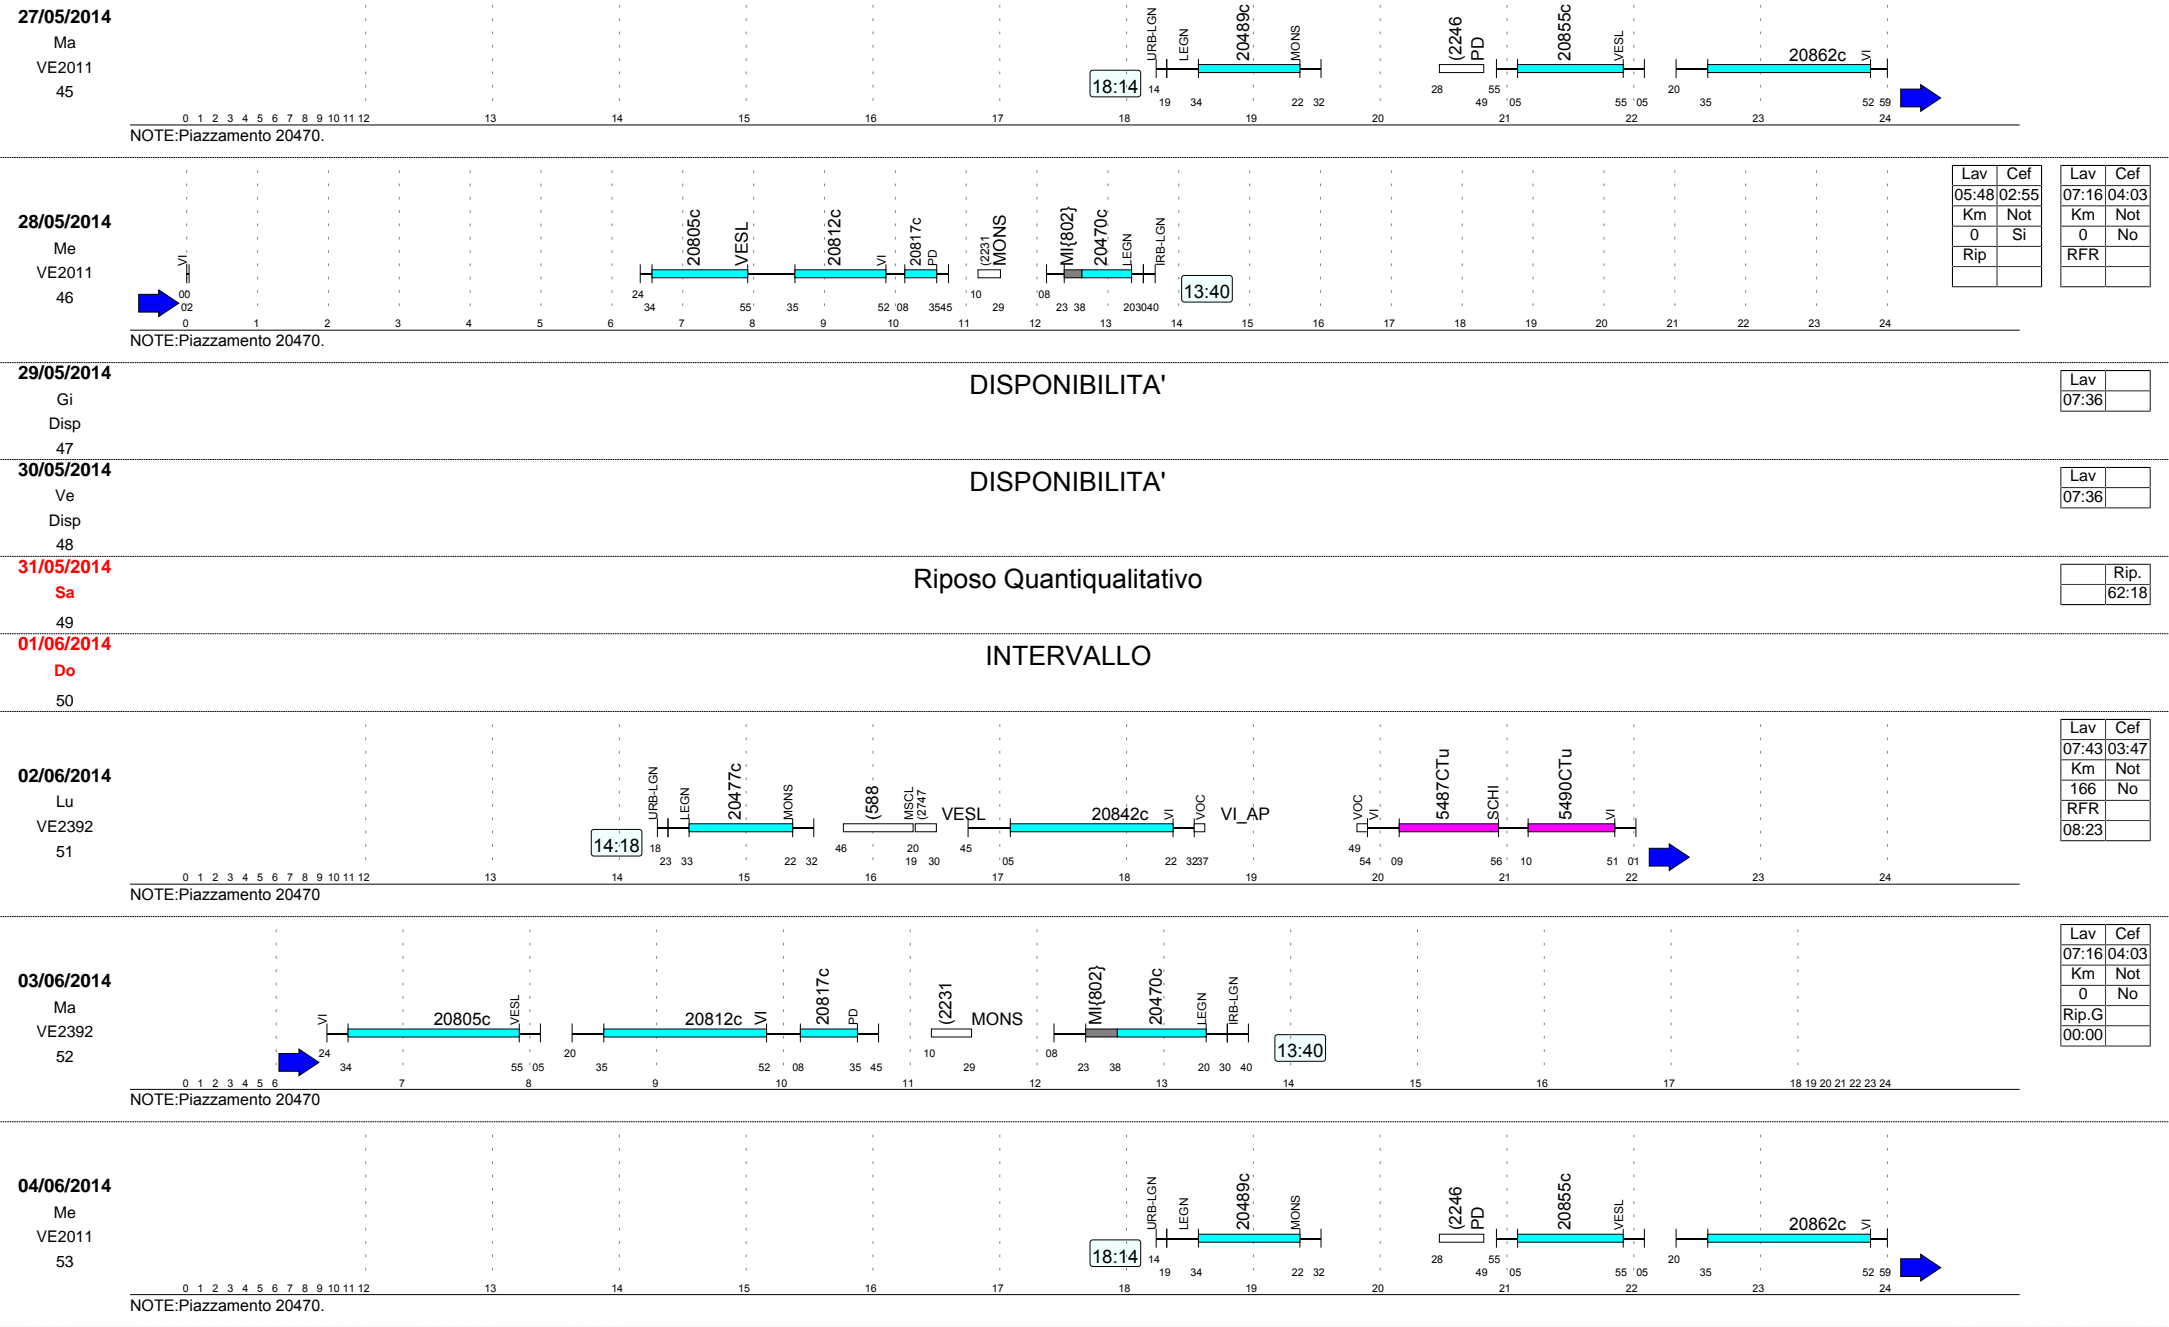 27/05/2014
Ma
VE2011
45
18:14
URB-LGN LEGN 20489c MONS (2246 PD 20855c VESL 20862c VI
14 19 34 22 32 28 49 55 05 55 05 20 35 52 59
0 1 2 3 4 5 6 7 8 9 10 11 12 13 14 15 16 17 18 19 20 21 22 23 24
NOTE:Piazzamento 20470.
28/05/2014
Me
VE2011
46
VI 20805c VESL 20812c VI 20817c PD (2231 MONS MI{802} 20470c LEGN IRB-LGN
00 02 24 34 55 35 52 08 35 45 10 29 08 23 38 20 30 40
13:40
0 1 2 3 4 5 6 7 8 9 10 11 12 13 14 15 16 17 18 19 20 21 22 23 24
NOTE:Piazzamento 20470.
Lav Cef
05:48 02:55
Km Not
0 Si
Rip
Lav Cef
07:16 04:03
Km Not
0 No
RFR
29/05/2014
Gi
Disp
47
DISPONIBILITA'
Lav
07:36
30/05/2014
Ve
Disp
48
DISPONIBILITA'
Lav
07:36
31/05/2014
Sa
49
Riposo Quantiqualitativo
Rip.
62:18
01/06/2014
Do
50
INTERVALLO
02/06/2014
Lu
VE2392
51
14:18
URB-LGN LEGN 20477c MONS (588 MSCL (2747 VESL 20842c VI VOC VI_AP VOC VI 5487CTu SCHI 5490CTu VI
18 23 33 22 32 46 20 19 30 45 05 22 32 37 49 54 09 56 10 51 01
0 1 2 3 4 5 6 7 8 9 10 11 12 13 14 15 16 17 18 19 20 21 22 23 24
NOTE:Piazzamento 20470
Lav Cef
07:43 03:47
Km Not
166 No
RFR
08:23
03/06/2014
Ma
VE2392
52
VI 20805c VESL 20812c VI 20817c PD (2231 MONS MI{802} 20470c LEGN IRB-LGN
24 34 55 05 20 35 52 08 35 45 10 29 08 23 38 20 30 40
13:40
0 1 2 3 4 5 6 7 8 9 10 11 12 13 14 15 16 17 18 19 20 21 22 23 24
NOTE:Piazzamento 20470
Lav Cef
07:16 04:03
Km Not
0 No
Rip.G
00:00
04/06/2014
Me
VE2011
53
18:14
URB-LGN LEGN 20489c MONS (2246 PD 20855c VESL 20862c VI
14 19 34 22 32 28 49 55 05 55 05 20 35 52 59
0 1 2 3 4 5 6 7 8 9 10 11 12 13 14 15 16 17 18 19 20 21 22 23 24
NOTE:Piazzamento 20470.